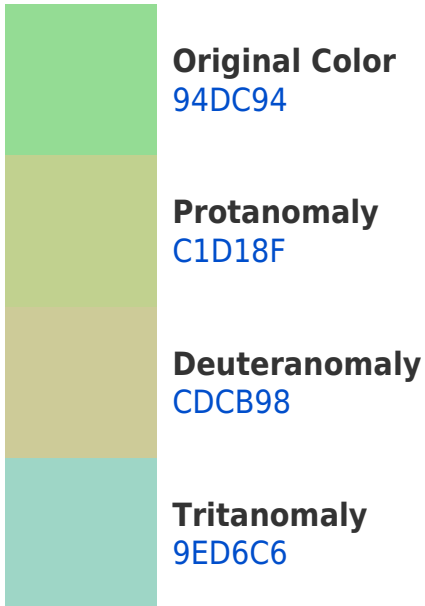 Original Color
94DC94
Protanomaly
C1D18F
Deuteranomaly
CDCB98
Tritanomaly
9ED6C6